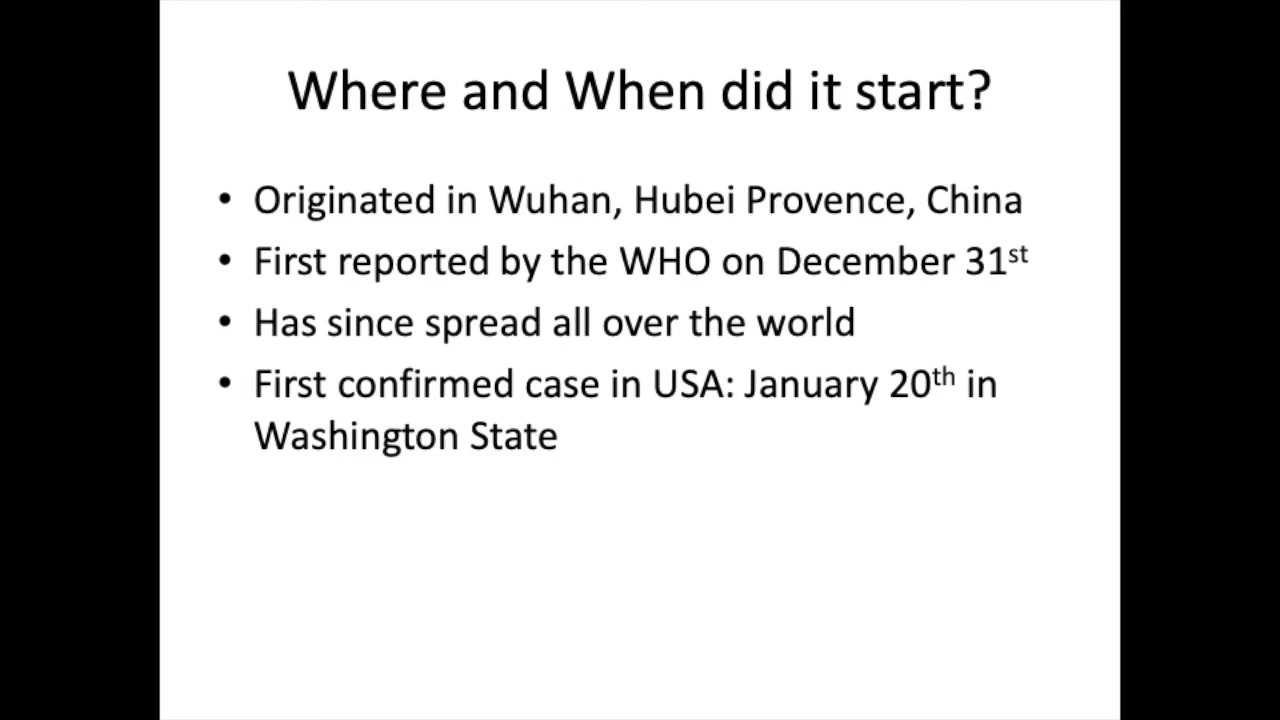 Where and When did it start?
• Originated in Wuhan, Hubei Provence, China
• First reported by the WHO on December 31st
• Has since spread all over the world
• First confirmed case in USA: January 20th in
Washington State